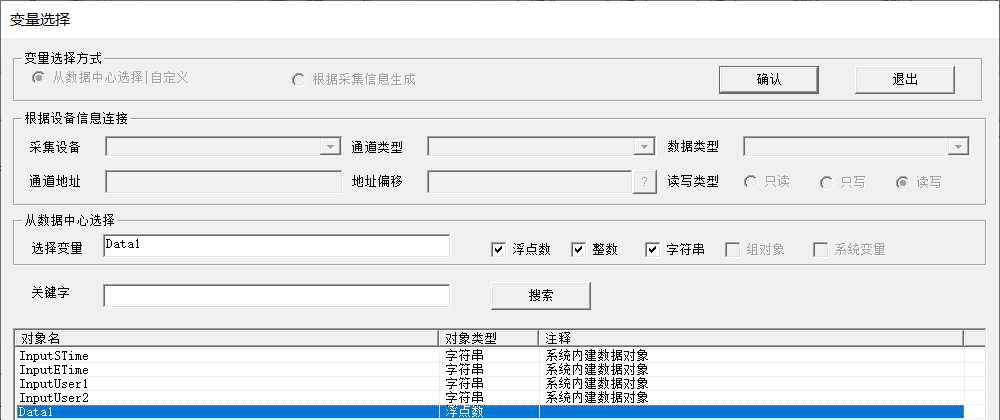 变量选择
变量选择方式
从数据中心选择|自定义 根据采集信息生成 确认 退出
根据设备信息连接
采集设备 通道类型 数据类型
通道地址 地址偏移 ? 读写类型 只读 只写 读写
从数据中心选择
选择变量 Data1 浮点数 整数 字符串 组对象 系统变量
关键字 搜索
对象名 对象类型 注释
InputSTime 字符串 系统内建数据对象
InputETime 字符串 系统内建数据对象
InputUser1 字符串 系统内建数据对象
InputUser2 字符串 系统内建数据对象
Data1 浮点数